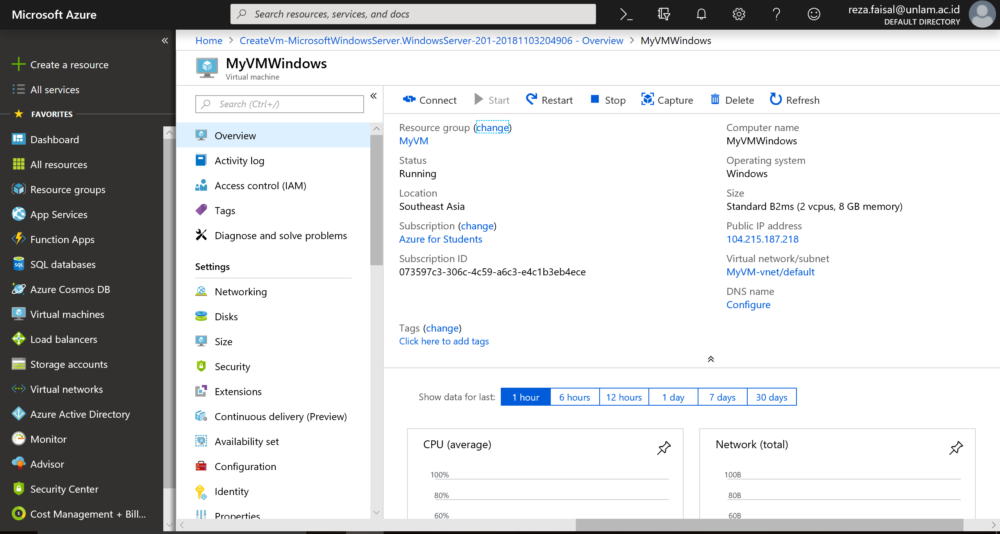 Microsoft Azure
Search resources, services, and docs
reza.faisal@unlam.ac.id
DEFAULT DIRECTORY
Create a resource
All services
FAVORITES
Dashboard
All resources
Resource groups
App Services
Function Apps
SQL databases
Azure Cosmos DB
Virtual machines
Load balancers
Storage accounts
Virtual networks
Azure Active Directory
Monitor
Advisor
Security Center
Cost Management + Bill...
Home > CreateVm-MicrosoftWindowsServer.WindowsServer-201-20181103204906 - Overview > MyVMWindows
MyVMWindows
Virtual machine
Search (Ctrl+/)
Overview
Activity log
Access control (IAM)
Tags
Diagnose and solve problems
Settings
Networking
Disks
Size
Security
Extensions
Continuous delivery (Preview)
Availability set
Configuration
Identity
Properties
Connect Start Restart Stop Capture Delete Refresh
Resource group (change)
MyVM
Status
Running
Location
Southeast Asia
Subscription (change)
Azure for Students
Subscription ID
073597c3-306c-4c59-a6c3-e4c1b3eb4ece
Computer name
MyVMWindows
Operating system
Windows
Size
Standard B2ms (2 vcpus, 8 GB memory)
Public IP address
104.215.187.218
Virtual network/subnet
MyVM-vnet/default
DNS name
Configure
Tags (change)
Click here to add tags
Show data for last: 1 hour 6 hours 12 hours 1 day 7 days 30 days
CPU (average)
100%
80%
60%
Network (total)
100B
80B
60B